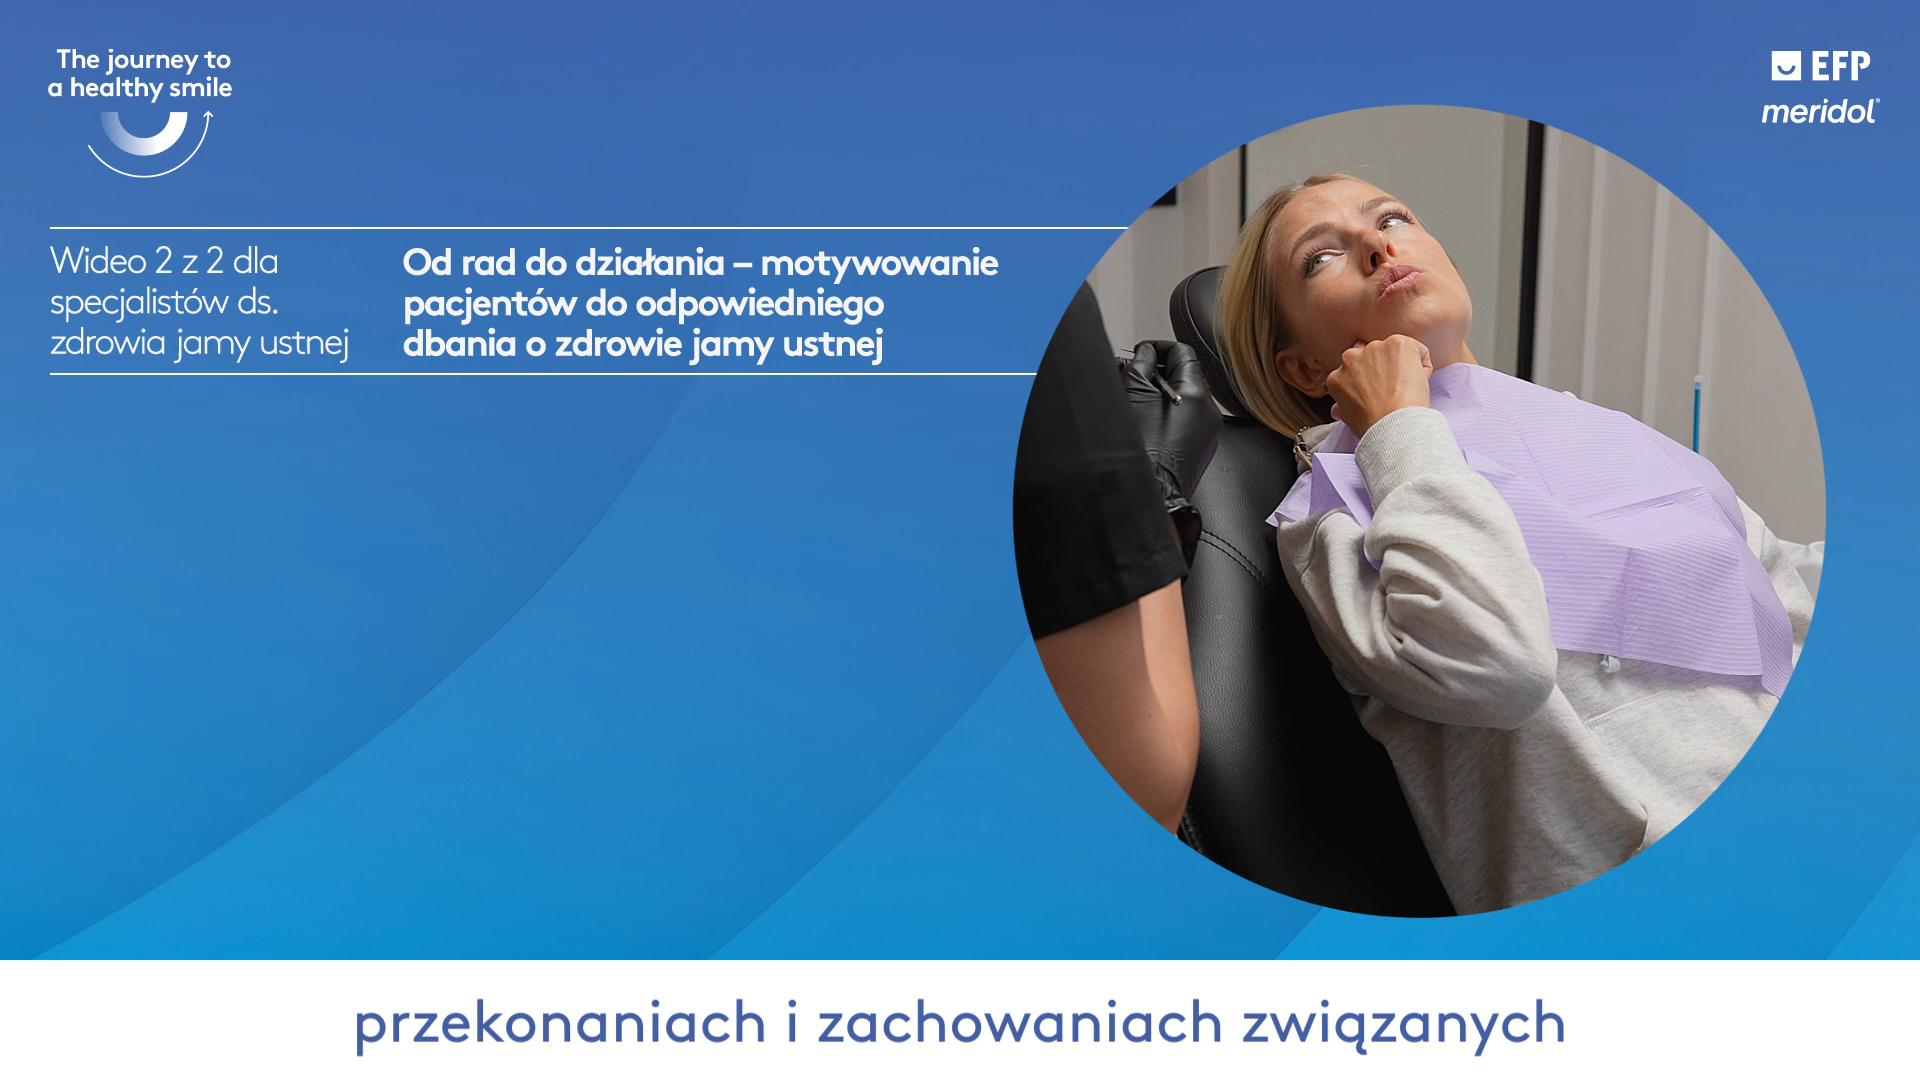 The journey to
a healthy smile
EFP
meridol®
Wideo 2 z 2 dla
specjalistów ds.
zdrowia jamy ustnej
Od rad do działania – motywowanie
pacjentów do odpowiedniego
dbania o zdrowie jamy ustnej
przekonaniach i zachowaniach związanych